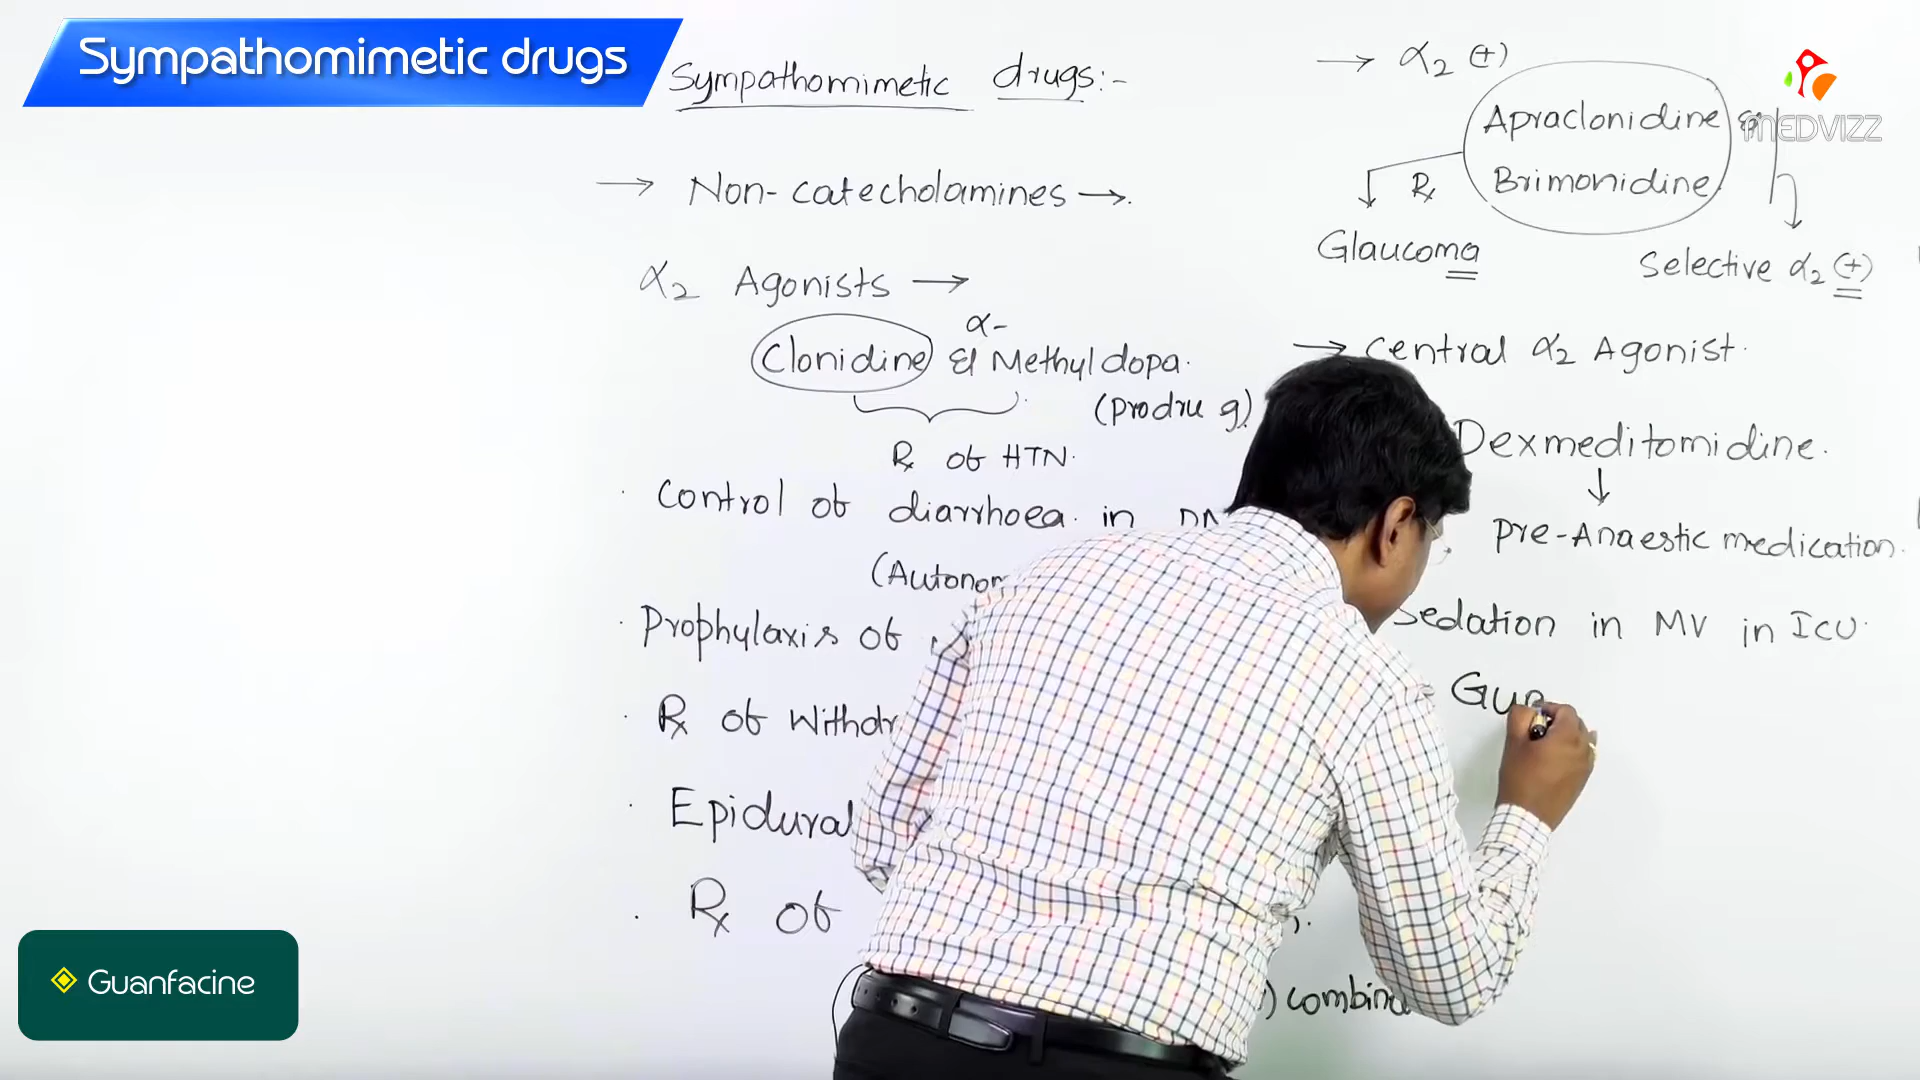 Sympathomimetic drugs
Sympathomimetic drugs:-
→ Non-catecholamines →.
α2 Agonists →
α-
Clonidine & Methyldopa.
(Prodrug)
Rx of HTN.
Control of diarrhoea in
(Autonom
Prophylaxis of
Rx of Withdr
Epidural
Rx of
) combina
→ α2 (+)
Apraclonidine &
Brimonidine
Rx
Glaucoma
Selective α2 (+)
→ Central α2 Agonist.
Dexmeditomidine.
↓
Pre-Anaestic medication.
Sedation in MV in ICU.
Gua
MEDVIZZ
Guanfacine